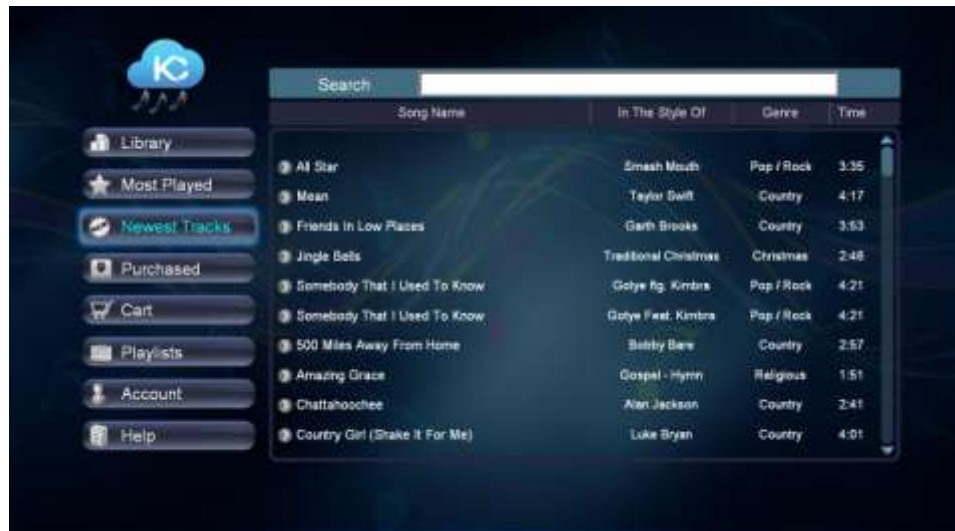 KC
Search
Song Name In The Style Of Genre Time
Library
Most Played
Newest Tracks
Purchased
Cart
Playlists
Account
Help
All Star Smash Mouth Pop / Rock 3:35
Mean Taylor Swift Country 4:17
Friends In Low Places Garth Brooks Country 3:53
Jingle Bells Traditional Christmas Christmas 2:46
Somebody That I Used To Know Gotye ftg. Kimbra Pop / Rock 4:21
Somebody That I Used To Know Gotye Feat. Kimbra Pop / Rock 4:21
500 Miles Away From Home Bobby Bare Country 2:57
Amazing Grace Gospel - Hymn Religious 1:51
Chattahoochee Alan Jackson Country 2:41
Country Girl (Shake It For Me) Luke Bryan Country 4:01